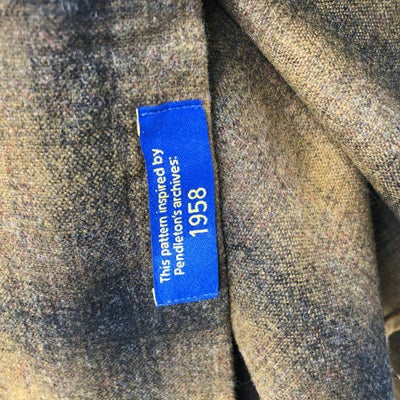 This pattern inspired by
Pendleton's archives:
1958